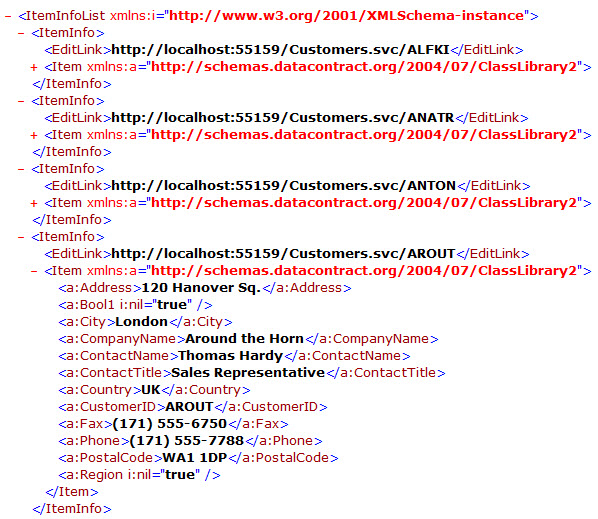 – <ItemInfoList xmlns:i="http://www.w3.org/2001/XMLSchema-instance">
– <ItemInfo>
<EditLink>http://localhost:55159/Customers.svc/ALFKI</EditLink>
+ <Item xmlns:a="http://schemas.datacontract.org/2004/07/ClassLibrary2">
</ItemInfo>
– <ItemInfo>
<EditLink>http://localhost:55159/Customers.svc/ANATR</EditLink>
+ <Item xmlns:a="http://schemas.datacontract.org/2004/07/ClassLibrary2">
</ItemInfo>
– <ItemInfo>
<EditLink>http://localhost:55159/Customers.svc/ANTON</EditLink>
+ <Item xmlns:a="http://schemas.datacontract.org/2004/07/ClassLibrary2">
</ItemInfo>
– <ItemInfo>
<EditLink>http://localhost:55159/Customers.svc/AROUT</EditLink>
– <Item xmlns:a="http://schemas.datacontract.org/2004/07/ClassLibrary2">
<a:Address>120 Hanover Sq.</a:Address>
<a:Bool1 i:nil="true" />
<a:City>London</a:City>
<a:CompanyName>Around the Horn</a:CompanyName>
<a:ContactName>Thomas Hardy</a:ContactName>
<a:ContactTitle>Sales Representative</a:ContactTitle>
<a:Country>UK</a:Country>
<a:CustomerID>AROUT</a:CustomerID>
<a:Fax>(171) 555-6750</a:Fax>
<a:Phone>(171) 555-7788</a:Phone>
<a:PostalCode>WA1 1DP</a:PostalCode>
<a:Region i:nil="true" />
</Item>
</ItemInfo>